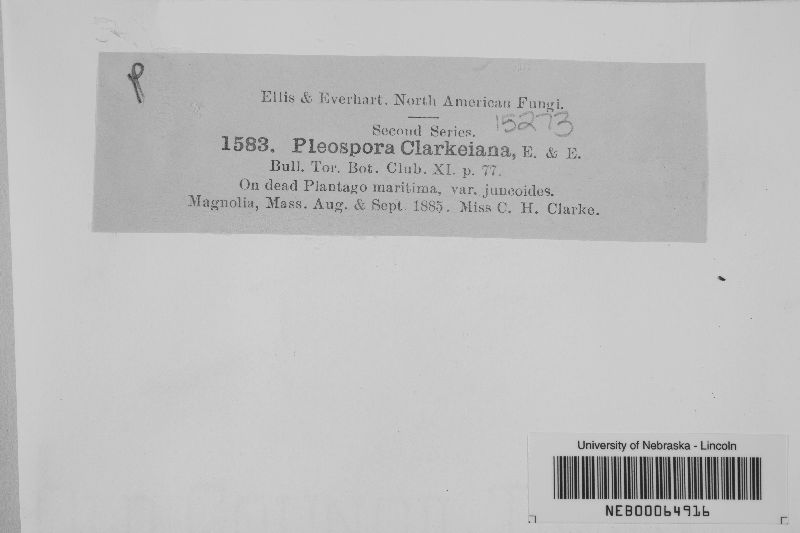 P
Ellis & Everhart. North American Fungi.
Second Series. 15273
1583. Pleospora Clarkeiana, E. & E.
Bull. Tor. Bot. Club. XI. p. 77.
On dead Plantago maritima, var. juncoides.
Magnolia, Mass. Aug. & Sept. 1885. Miss C. H. Clarke.
University of Nebraska - Lincoln
NEB00064916